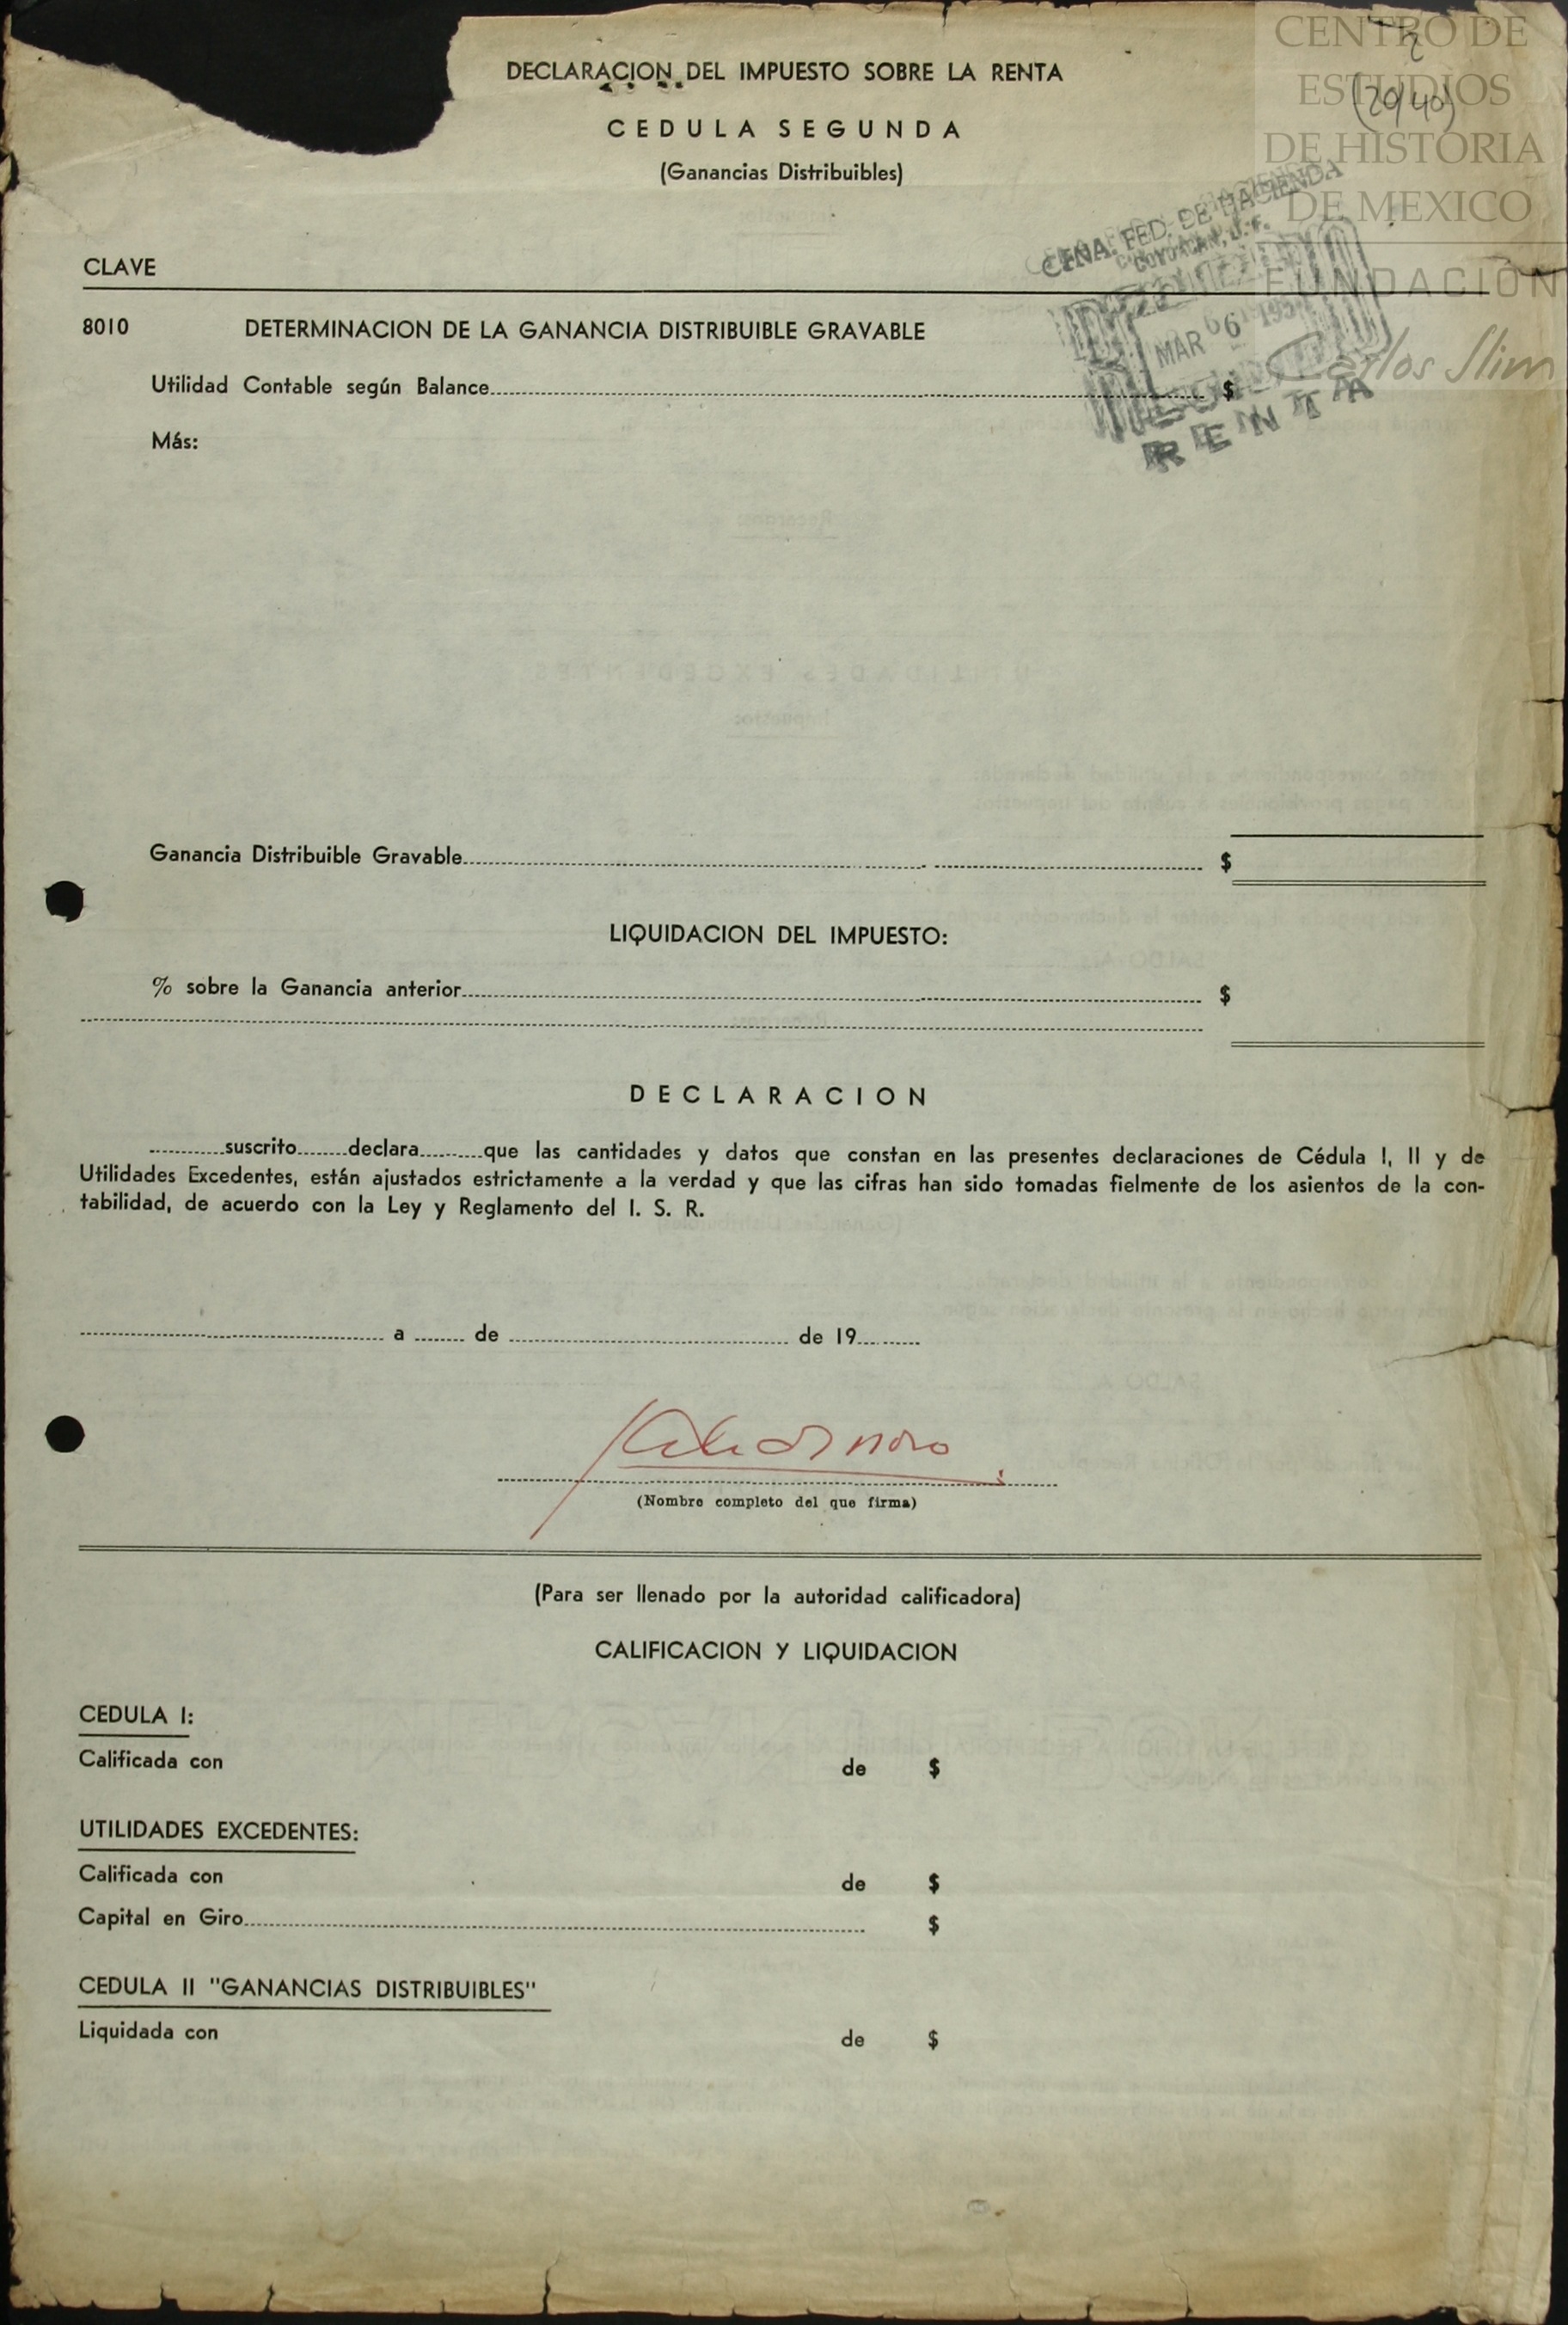 CENTRO DE
ESTUDIOS
DE HISTORIA
DE MEXICO
FUNDACIÓN
Carlos Slim
2
(29/40)
DECLARACION DEL IMPUESTO SOBRE LA RENTA
CEDULA SEGUNDA
(Ganancias Distribuibles)
FED. DE HACIENDA
COYOACAN, D. F.
MAR 6 195
RENTA
CLAVE
8010 DETERMINACION DE LA GANANCIA DISTRIBUIBLE GRAVABLE
Utilidad Contable según Balance $
Más:
Ganancia Distribuible Gravable $
LIQUIDACION DEL IMPUESTO:
% sobre la Ganancia anterior $
DECLARACION
suscrito declara que las cantidades y datos que constan en las presentes declaraciones de Cédula I, II y de
Utilidades Excedentes, están ajustados estrictamente a la verdad y que las cifras han sido tomadas fielmente de los asientos de la con-
tabilidad, de acuerdo con la Ley y Reglamento del I. S. R.
a de de 19
(Nombre completo del que firma)
(Para ser llenado por la autoridad calificadora)
CALIFICACION Y LIQUIDACION
CEDULA I:
Calificada con de $
UTILIDADES EXCEDENTES:
Calificada con de $
Capital en Giro $
CEDULA II "GANANCIAS DISTRIBUIBLES"
Liquidada con de $